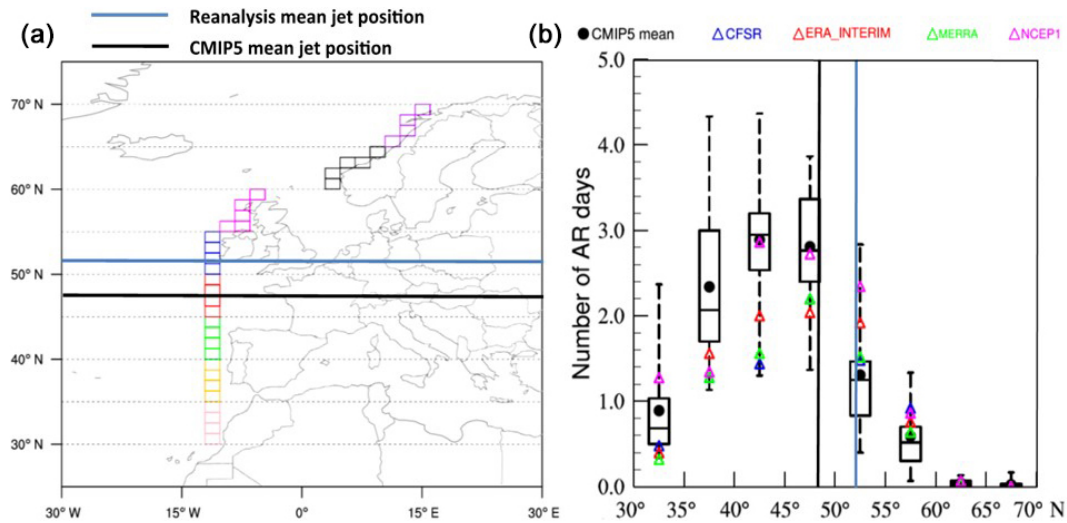 Reanalysis mean jet position
(a)
CMIP5 mean jet position
70° N
60° N
50° N
40° N
30° N
30° W
15° W
0°
15° E
30° E
(b)
CMIP5 mean CFSR ERA_INTERIM MERRA NCEP1
Number of AR days
5.0
4.0
3.0
2.0
1.0
0.0
30° 35° 40° 45° 50° 55° 60° 65° 70° N